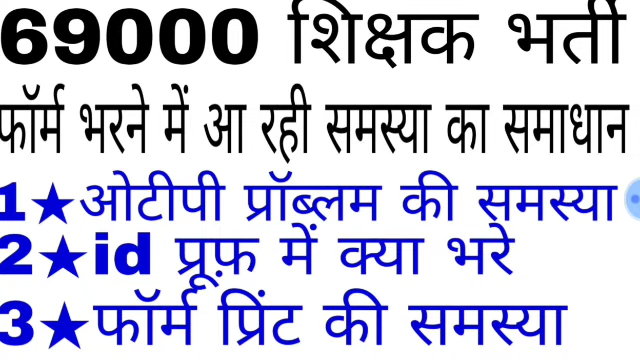 69000 शिक्षक भर्ती
फॉर्म भरने में आ रही समस्या का समाधान
1★ओटीपी प्रॉब्लम की समस्या
2★id प्रूफ़ में क्या भरे
3★फॉर्म प्रिंट की समस्या